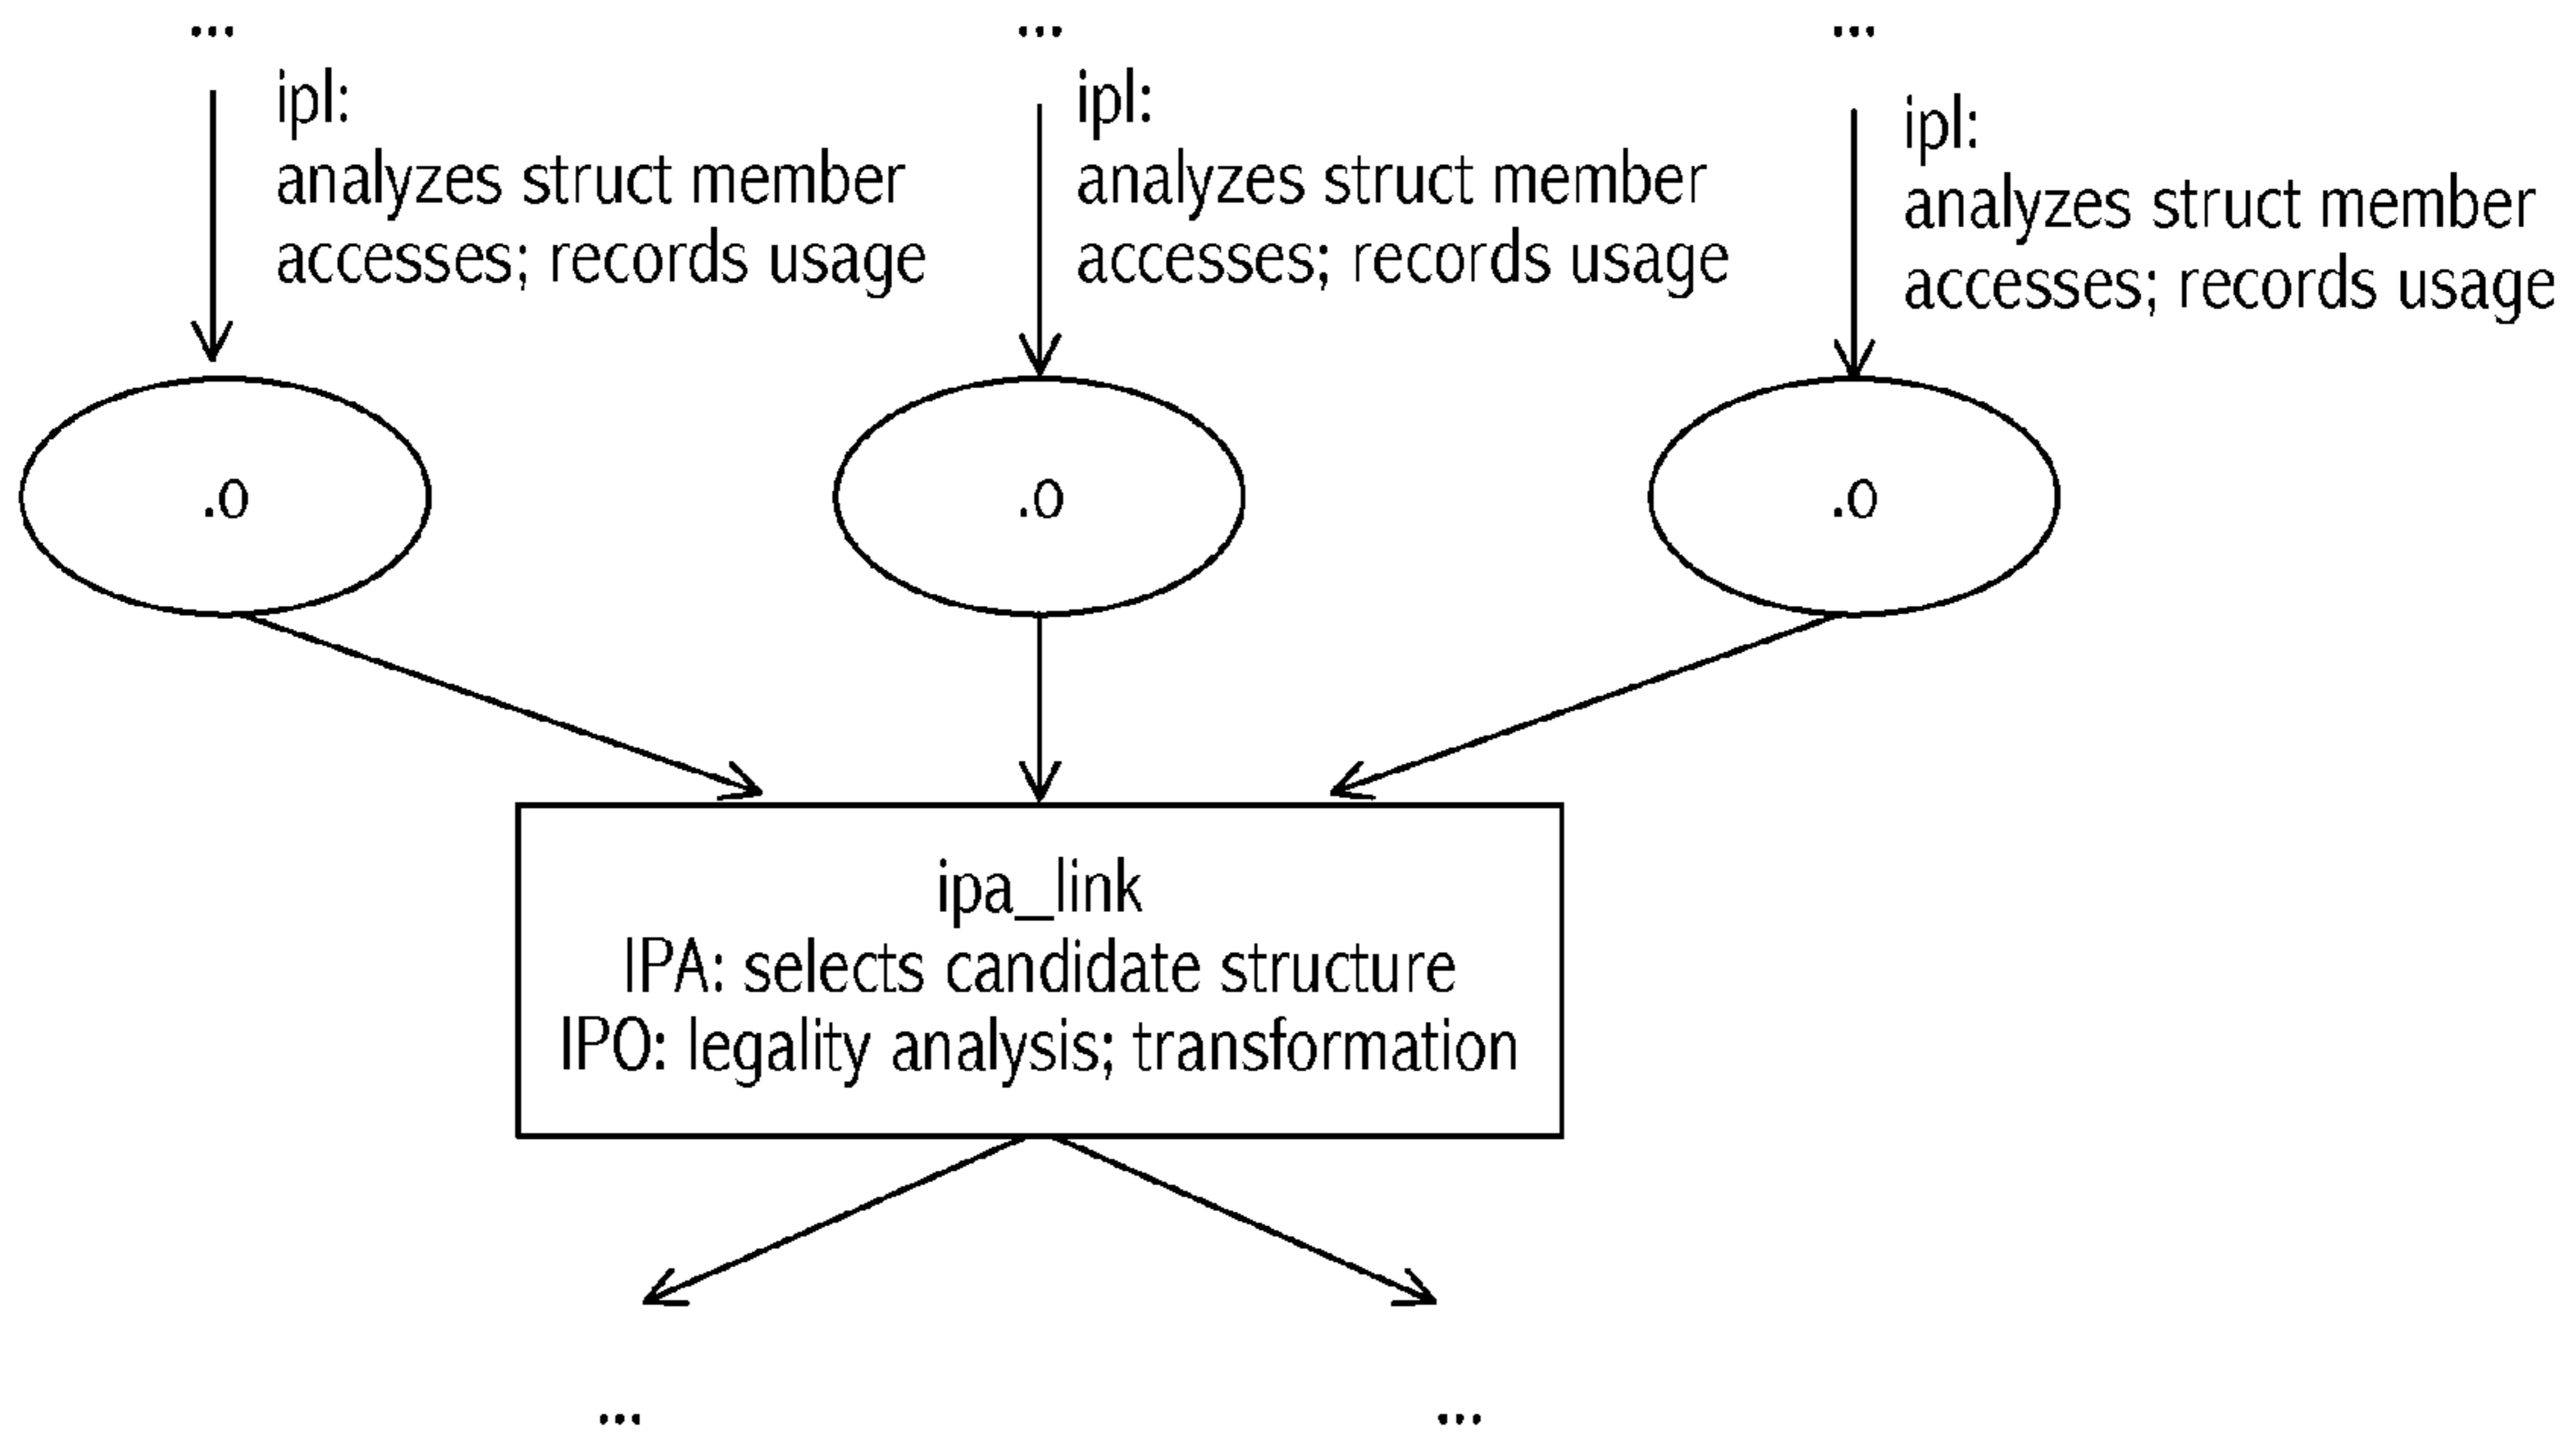 ... ... ...
ipl:
analyzes struct member
accesses; records usage
ipl:
analyzes struct member
accesses; records usage
ipl:
analyzes struct member
accesses; records usage
.o .o .o
ipa_link
IPA: selects candidate structure
IPO: legality analysis; transformation
... ...